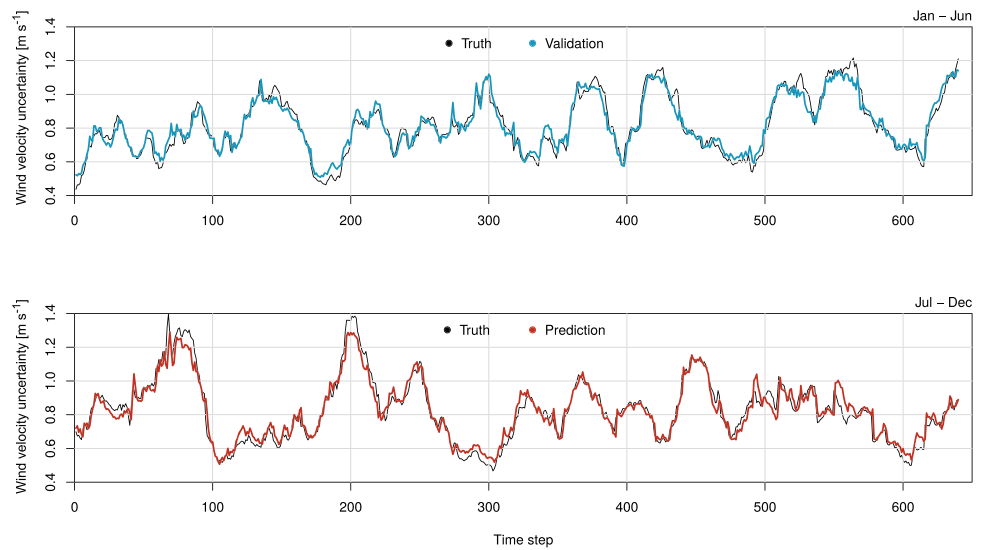 Jan – Jun
Wind velocity uncertainty [m s⁻¹]
1.4
1.2
1.0
0.8
0.6
0.4
Truth
Validation
0 100 200 300 400 500 600
Jul – Dec
Wind velocity uncertainty [m s⁻¹]
1.4
1.2
1.0
0.8
0.6
0.4
Truth
Prediction
0 100 200 300 400 500 600
Time step